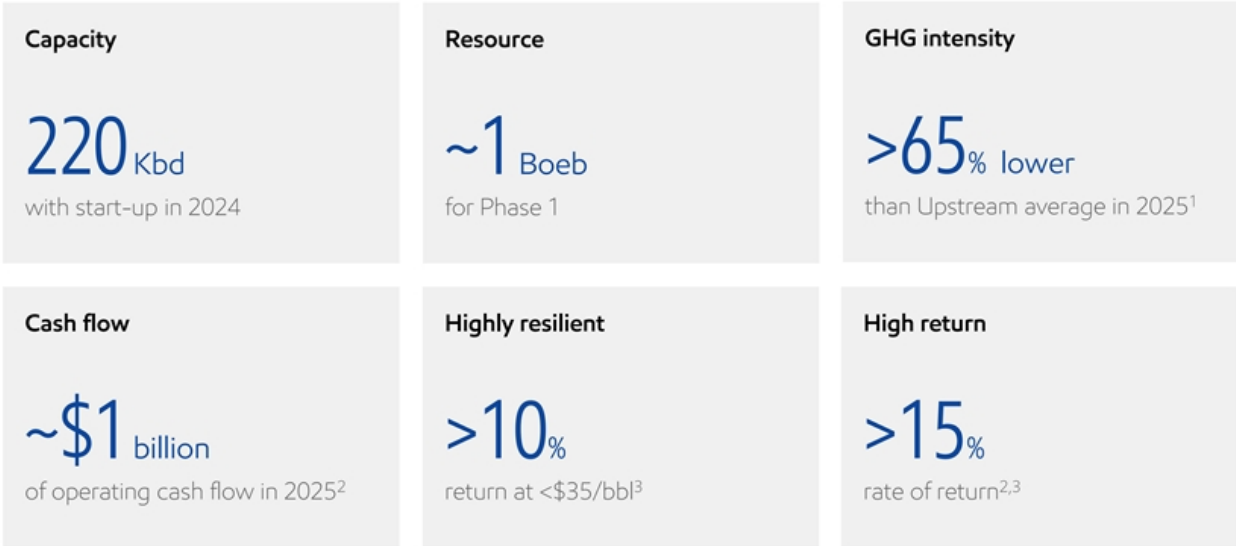 Capacity
220 Kbd
with start-up in 2024
Resource
~1 Boeb
for Phase 1
GHG intensity
>65% lower
than Upstream average in 2025¹
Cash flow
~$1 billion
of operating cash flow in 2025²
Highly resilient
>10%
return at <$35/bbl³
High return
>15%
rate of return²,³